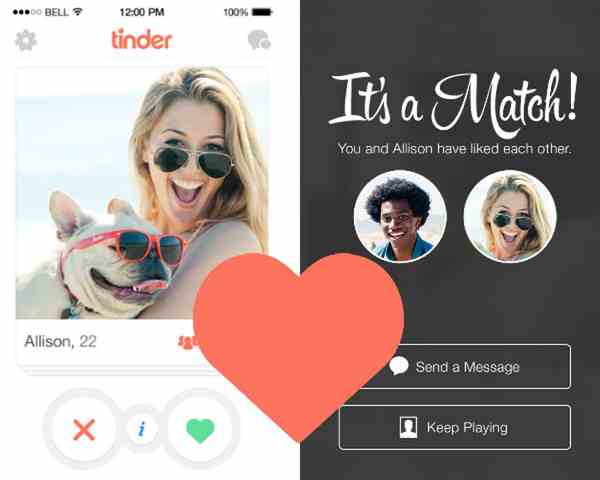 BELL
12:00 PM
100%
tinder
Allison, 22
i
It's a Match!
You and Allison have liked each other.
Send a Message
Keep Playing